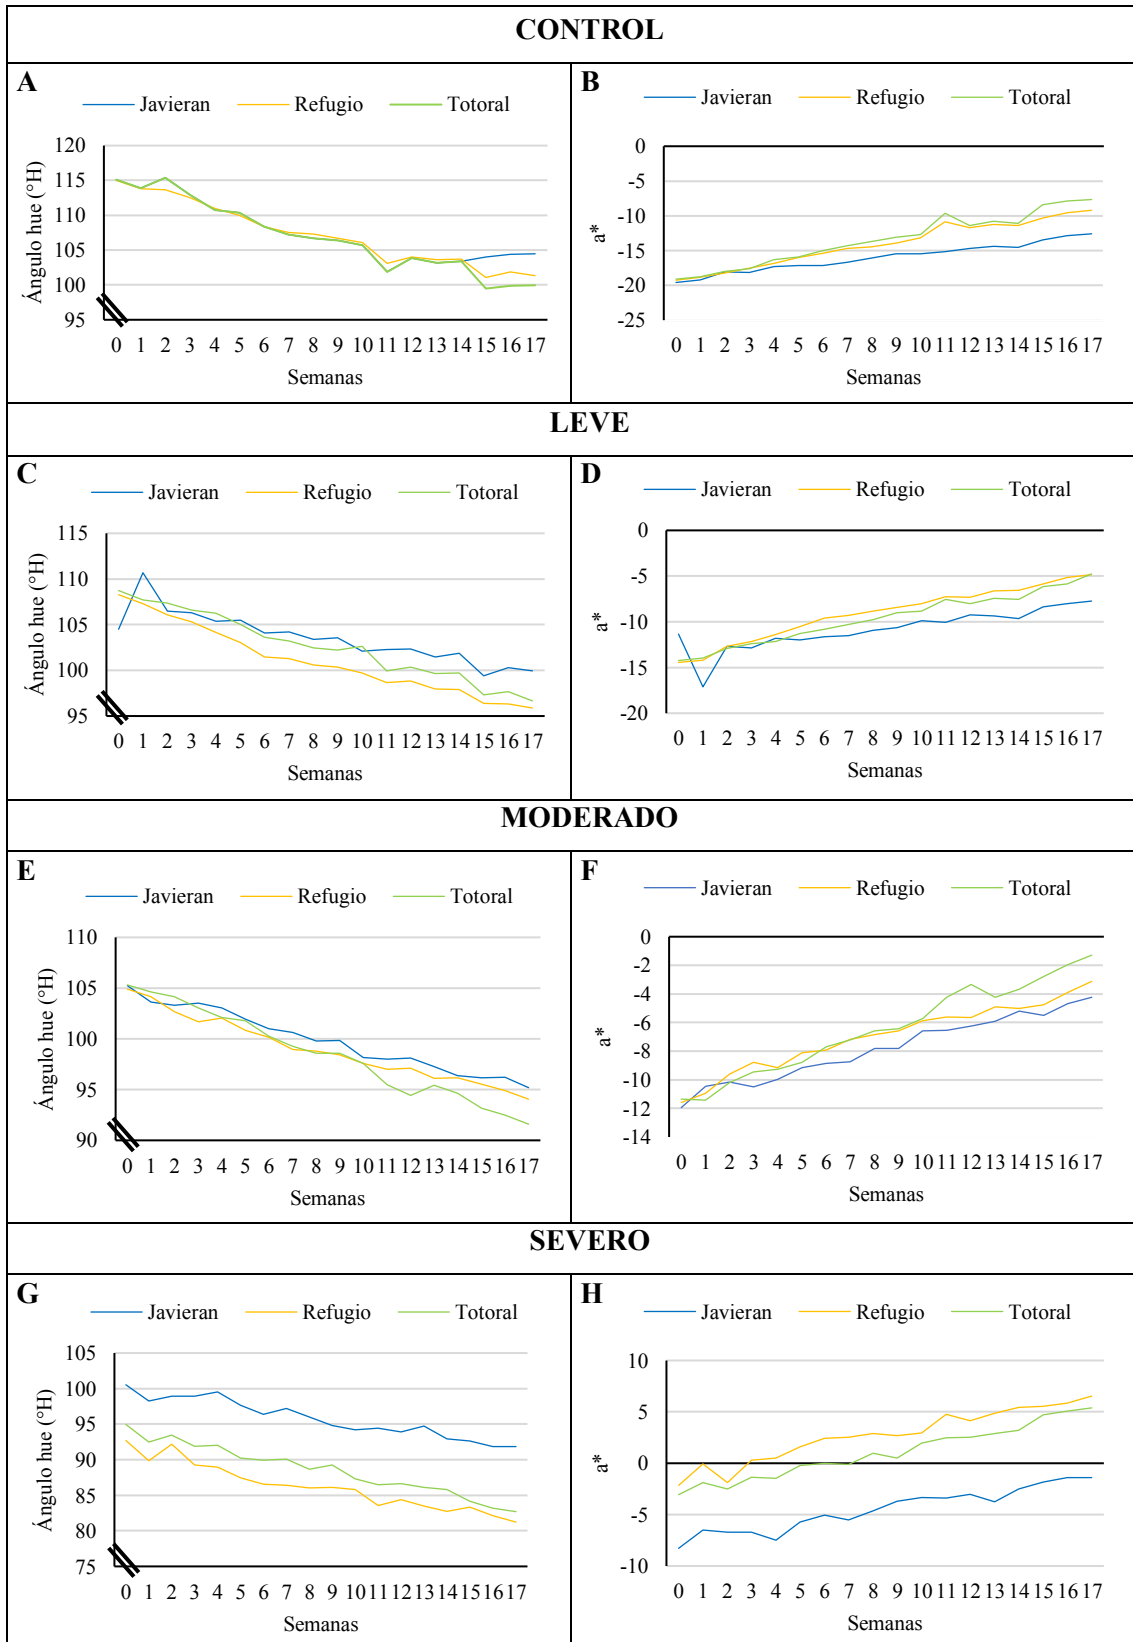 CONTROL
A
Javieran Refugio Totoral
120
115
110
105
100
95
Ángulo hue (°H)
0 1 2 3 4 5 6 7 8 9 10 11 12 13 14 15 16 17
Semanas
B
Javieran Refugio Totoral
0
-5
-10
-15
-20
-25
a*
0 1 2 3 4 5 6 7 8 9 10 11 12 13 14 15 16 17
Semanas
LEVE
C
Javieran Refugio Totoral
115
110
105
100
95
Ángulo hue (°H)
0 1 2 3 4 5 6 7 8 9 10 11 12 13 14 15 16 17
Semanas
D
Javieran Refugio Totoral
0
-5
-10
-15
-20
a*
0 1 2 3 4 5 6 7 8 9 10 11 12 13 14 15 16 17
Semanas
MODERADO
E
Javieran Refugio Totoral
110
105
100
95
90
Ángulo hue (°H)
0 1 2 3 4 5 6 7 8 9 10 11 12 13 14 15 16 17
Semanas
F
Javieran Refugio Totoral
0
-2
-4
-6
-8
-10
-12
-14
a*
0 1 2 3 4 5 6 7 8 9 10 11 12 13 14 15 16 17
Semanas
SEVERO
G
Javieran Refugio Totoral
105
100
95
90
85
80
75
Ángulo hue (°H)
0 1 2 3 4 5 6 7 8 9 10 11 12 13 14 15 16 17
Semanas
H
Javieran Refugio Totoral
10
5
0
-5
-10
a*
0 1 2 3 4 5 6 7 8 9 10 11 12 13 14 15 16 17
Semanas